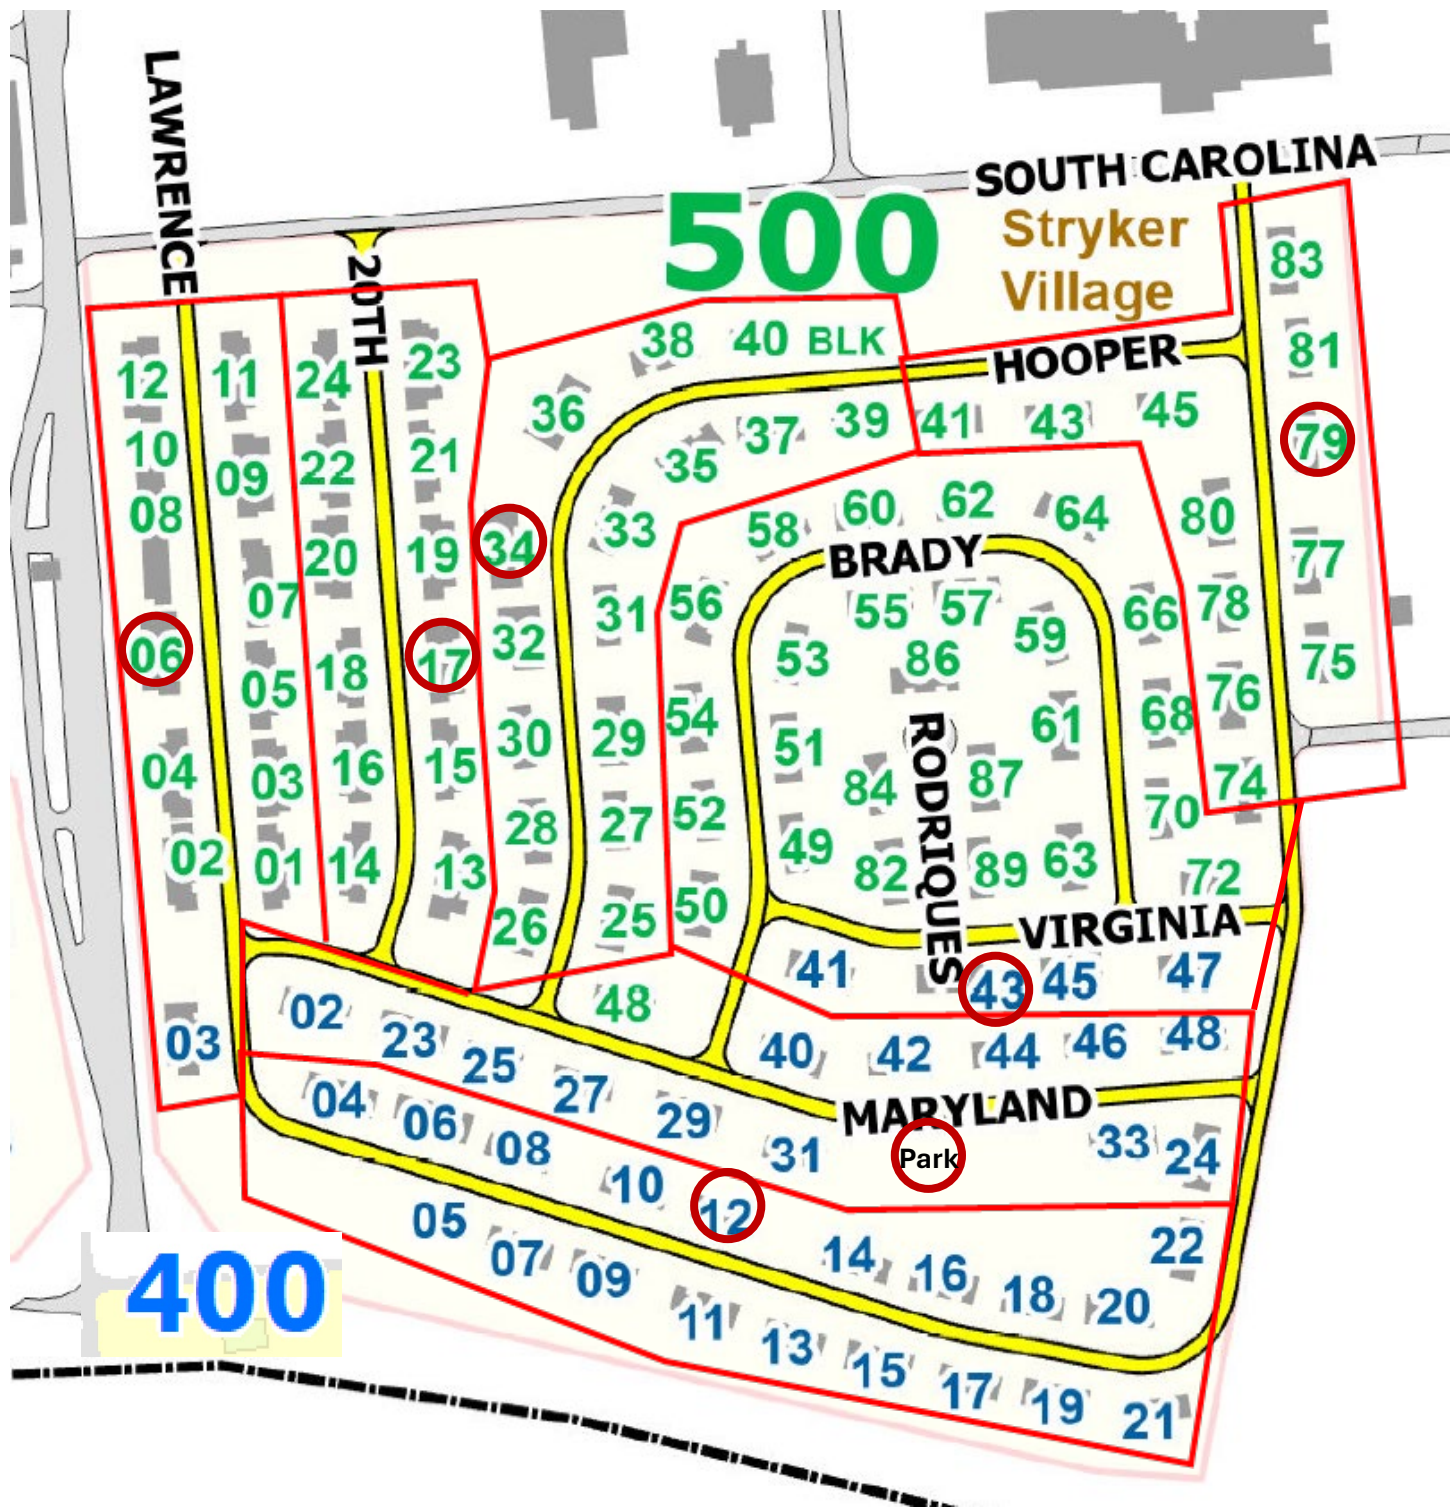 LAWRENCE
20TH
500
SOUTH CAROLINA
Stryker
Village
83
38 40 BLK
HOOPER
81
12 11 24 23
36
37 39 41 43 45
79
10 09 22 21
35
08
33 58 60 62 64 80
34
20 19
BRADY
77
07
31 56 55 57 59 66 78
06 17 32 53 86 75
05 18
54 76
68
30 29 51 61
RODRIQUES
04 03 16 15
84 87 74
28 27 52 70
02 01 14 13
49 82 89 63 72
26 25 50
VIRGINIA
41 43 45 47
02 48
03 23 25 40 42 44 46 48
04 06 08 27 29
MARYLAND
31 Park 33 24
10 12
05 07 09 14 16 18 20 22
400
11 13 15 17 19 21